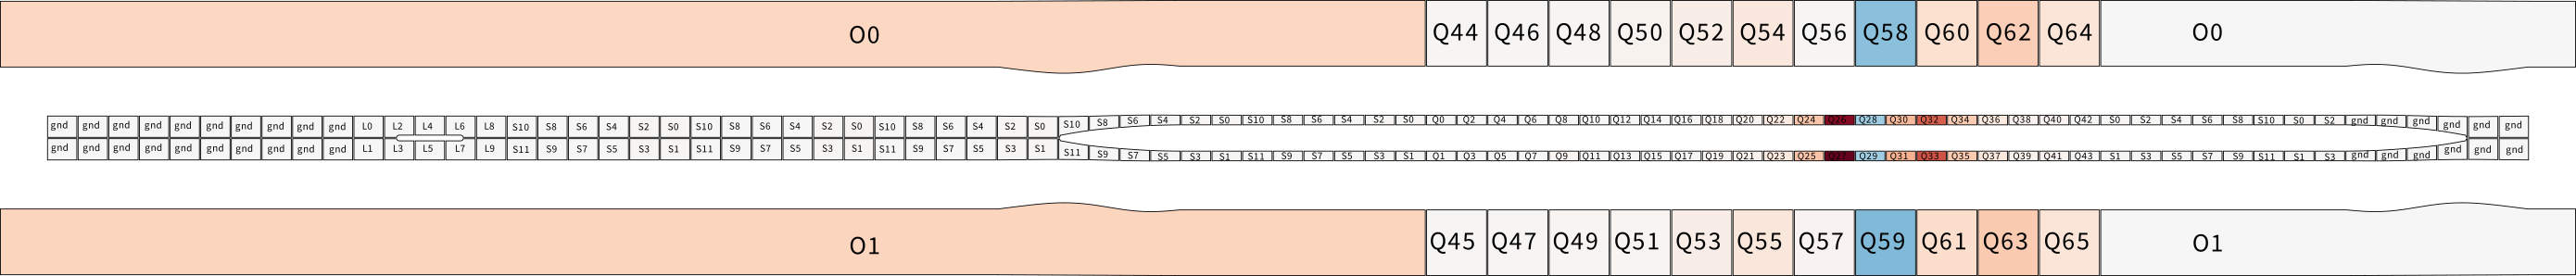 O0 Q44 Q46 Q48 Q50 Q52 Q54 Q56 Q58 Q60 Q62 Q64 O0
gnd gnd gnd gnd gnd gnd gnd gnd gnd gnd L0 L2 L4 L6 L8 S10 S8 S6 S4 S2 S0 S10 S8 S6 S4 S2 S0 S10 S8 S6 S4 S2 S0 S10 S8 S6 S4 S2 S0 S10 S8 S6 S4 S2 S0 Q0 Q2 Q4 Q6 Q8 Q10 Q12 Q14 Q16 Q18 Q20 Q22 Q24 Q26 Q28 Q30 Q32 Q34 Q36 Q38 Q40 Q42 S0 S2 S4 S6 S8 S10 S0 S2 gnd gnd gnd gnd gnd gnd
gnd gnd gnd gnd gnd gnd gnd gnd gnd gnd L1 L3 L5 L7 L9 S11 S9 S7 S5 S3 S1 S11 S9 S7 S5 S3 S1 S11 S9 S7 S5 S3 S1 S11 S9 S7 S5 S3 S1 S11 S9 S7 S5 S3 S1 Q1 Q3 Q5 Q7 Q9 Q11 Q13 Q15 Q17 Q19 Q21 Q23 Q25 Q27 Q29 Q31 Q33 Q35 Q37 Q39 Q41 Q43 S1 S3 S5 S7 S9 S11 S1 S3 gnd gnd gnd gnd gnd gnd
O1 Q45 Q47 Q49 Q51 Q53 Q55 Q57 Q59 Q61 Q63 Q65 O1